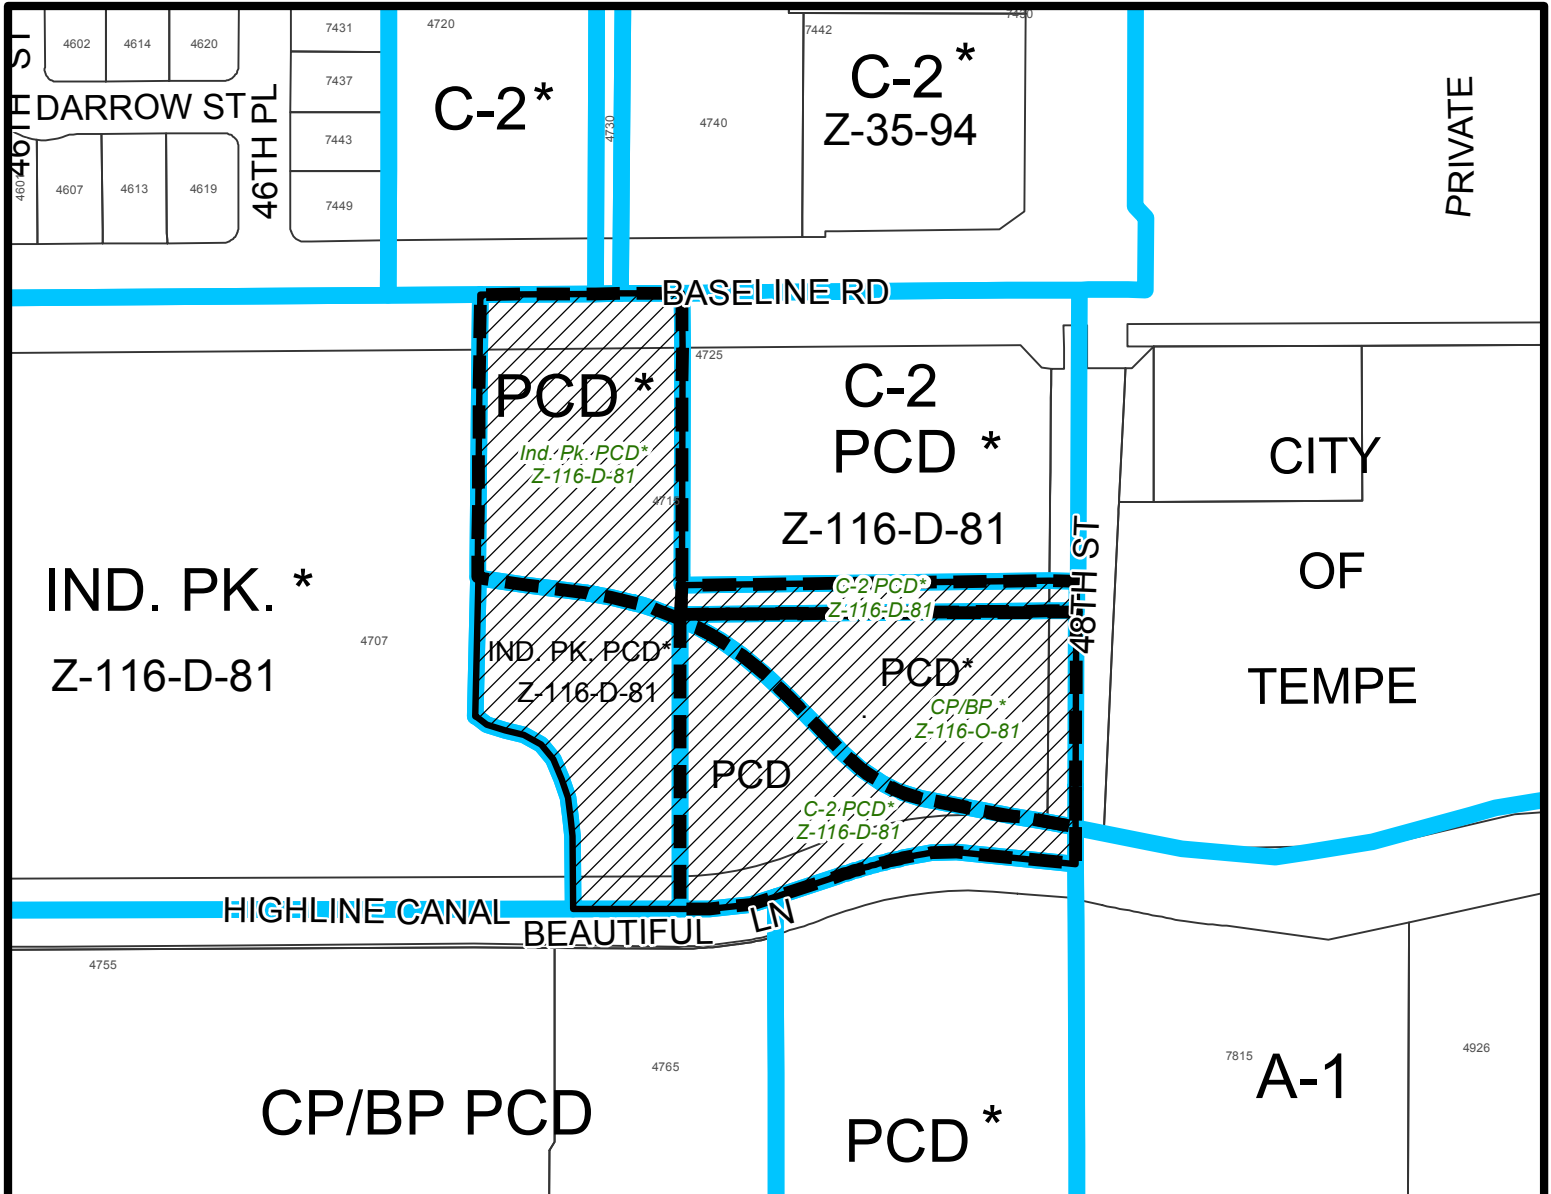 7431
4720
7442
7430
4602
4614
4620
C-2*
C-2*
46TH ST
7437
DARROW ST
46TH PL
4730
4740
Z-35-94
PRIVATE
7443
4601
4607
4613
4619
7449
BASELINE RD
4725
PCD *
C-2
PCD *
Ind. Pk. PCD*
Z-116-D-81
CITY
Z-116-D-81
48TH ST
IND. PK. *
C-2 PCD*
Z-116-D-81
OF
4707
IND. PK. PCD*
Z-116-D-81
PCD*
CP/BP *
Z-116-O-81
Z-116-D-81
TEMPE
PCD
C-2 PCD*
Z-116-D-81
HIGHLINE CANAL
BEAUTIFUL LN
4755
4765
7815
4926
A-1
CP/BP PCD
PCD *